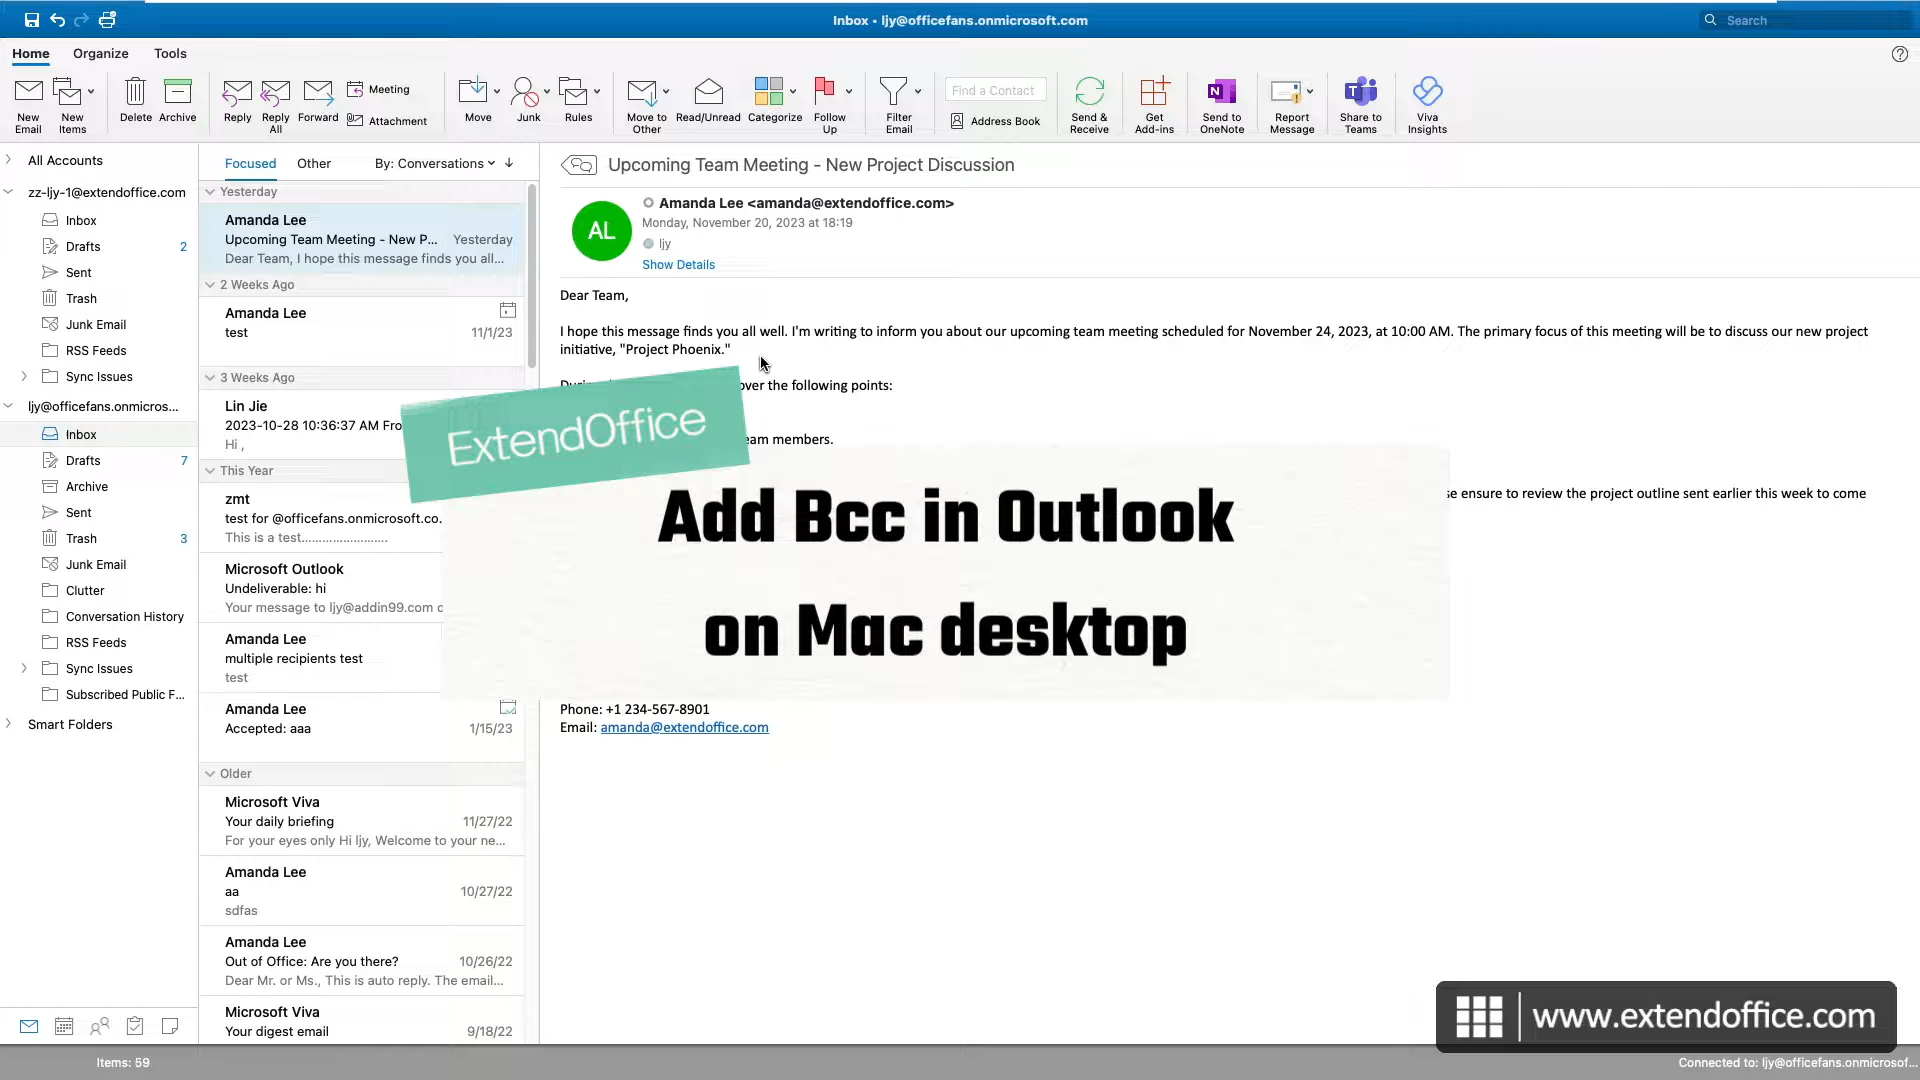 Inbox • ljy@officefans.onmicrosoft.com
Search
Home
Organize
Tools
New Email
New Items
Delete
Archive
Reply
Reply All
Forward
Meeting
Attachment
Move
Junk
Rules
Move to Other
Read/Unread
Categorize
Follow Up
Filter Email
Find a Contact
Address Book
Send & Receive
Get Add-ins
Send to OneNote
Report Message
Share to Teams
Viva Insights
All Accounts
zz-ljy-1@extendoffice.com
Inbox
Drafts 2
Sent
Trash
Junk Email
RSS Feeds
Sync Issues
ljy@officefans.onmicros...
Inbox
Drafts 7
Archive
Sent
Trash 3
Junk Email
Clutter
Conversation History
RSS Feeds
Sync Issues
Subscribed Public F...
Smart Folders
Focused
Other
By: Conversations
Yesterday
Amanda Lee
Upcoming Team Meeting - New P... Yesterday
Dear Team, I hope this message finds you all...
2 Weeks Ago
Amanda Lee
test 11/1/23
3 Weeks Ago
Lin Jie
2023-10-28 10:36:37 AM Fro
Hi ,
This Year
zmt
test for @officefans.onmicrosoft.co.
This is a test.......................
Microsoft Outlook
Undeliverable: hi
Your message to ljy@addin99.com c
Amanda Lee
multiple recipients test
test
Amanda Lee
Accepted: aaa 1/15/23
Older
Microsoft Viva
Your daily briefing 11/27/22
For your eyes only Hi ljy, Welcome to your ne...
Amanda Lee
aa 10/27/22
sdfas
Amanda Lee
Out of Office: Are you there? 10/26/22
Dear Mr. or Ms., This is auto reply. The email...
Microsoft Viva
Your digest email 9/18/22
Upcoming Team Meeting - New Project Discussion
AL
Amanda Lee <amanda@extendoffice.com>
Monday, November 20, 2023 at 18:19
ljy
Show Details
Dear Team,
I hope this message finds you all well. I'm writing to inform you about our upcoming team meeting scheduled for November 24, 2023, at 10:00 AM. The primary focus of this meeting will be to discuss our new project
initiative, "Project Phoenix."
over the following points:
eam members.
se ensure to review the project outline sent earlier this week to come
ExtendOffice
Add Bcc in Outlook
on Mac desktop
Phone: +1 234-567-8901
Email: amanda@extendoffice.com
www.extendoffice.com
Items: 59
Connected to: ljy@officefans.onmicrosof...